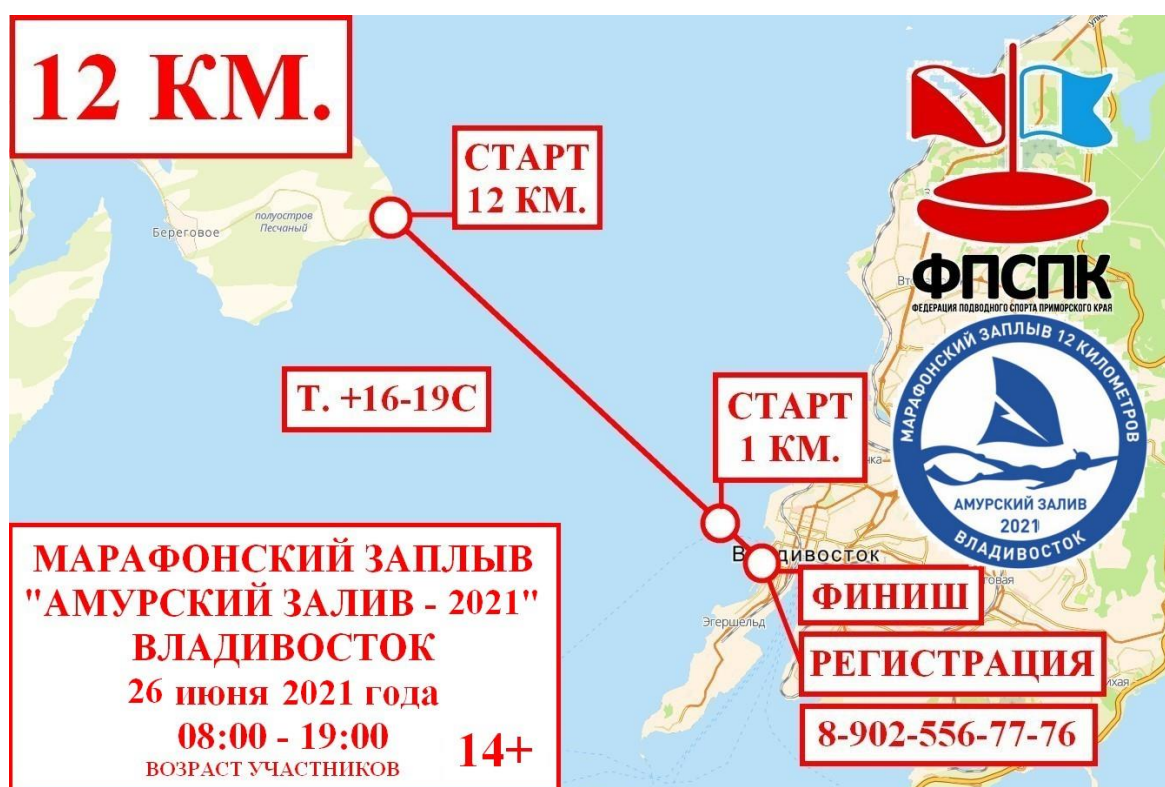 12 КМ.
СТАРТ
12 КМ.
полуостров
Песчаный
Береговое
ФПСПК
ФЕДЕРАЦИЯ ПОДВОДНОГО СПОРТА ПРИМОРСКОГО КРАЯ
МАРАФОНСКИЙ ЗАПЛЫВ 12 КИЛОМЕТРОВ
АМУРСКИЙ ЗАЛИВ
2021
ВЛАДИВОСТОК
Т. +16-19С
СТАРТ
1 КМ.
Владивосток
ФИНИШ
Эгершельд
РЕГИСТРАЦИЯ
8-902-556-77-76
МАРАФОНСКИЙ ЗАПЛЫВ
"АМУРСКИЙ ЗАЛИВ - 2021"
ВЛАДИВОСТОК
26 июня 2021 года
08:00 - 19:00
ВОЗРАСТ УЧАСТНИКОВ 14+